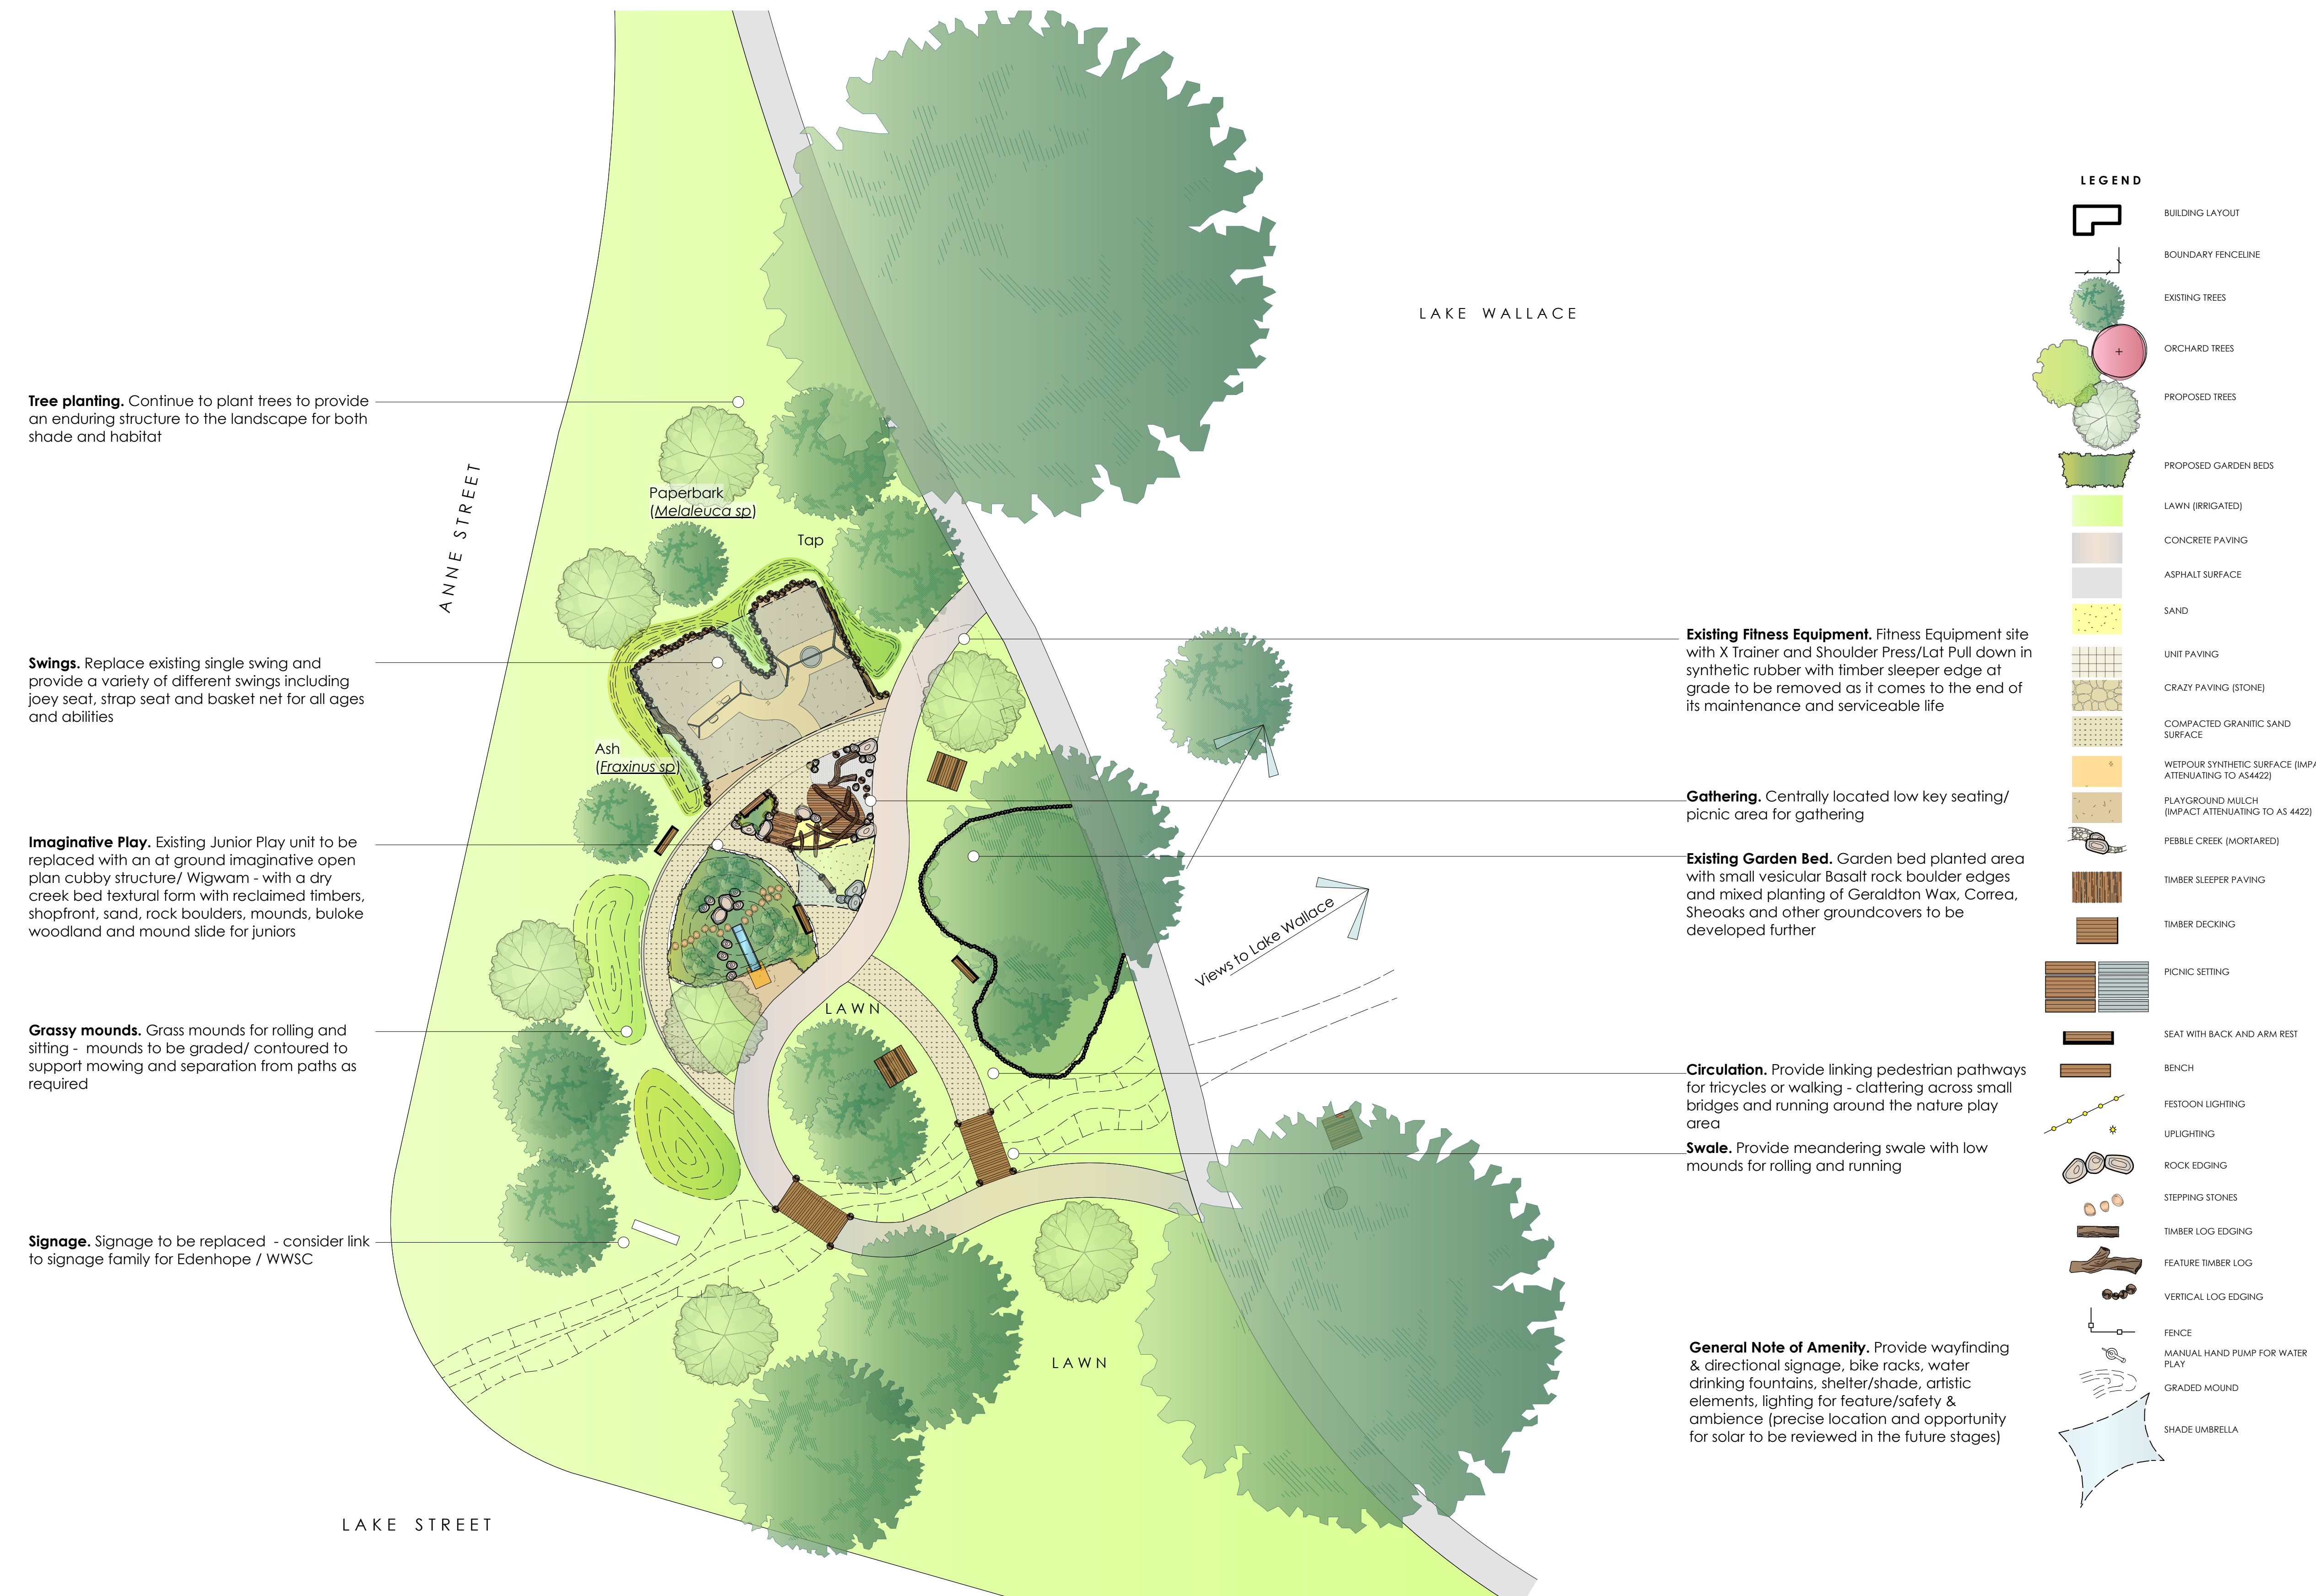 Tree planting. Continue to plant trees to provide
an enduring structure to the landscape for both
shade and habitat
Swings. Replace existing single swing and
provide a variety of different swings including
joey seat, strap seat and basket net for all ages
and abilities
Imaginative Play. Existing Junior Play unit to be
replaced with an at ground imaginative open
plan cubby structure/ Wigwam - with a dry
creek bed textural form with reclaimed timbers,
shopfront, sand, rock boulders, mounds, buloke
woodland and mound slide for juniors
Grassy mounds. Grass mounds for rolling and
sitting - mounds to be graded/ contoured to
support mowing and separation from paths as
required
Signage. Signage to be replaced - consider link
to signage family for Edenhope / WWSC
ANNE STREET
LAKE STREET
Paperbark
(Melaleuca sp)
Tap
Ash
(Fraxinus sp)
LAWN
LAWN
LAKE WALLACE
Views to Lake Wallace
Existing Fitness Equipment. Fitness Equipment site
with X Trainer and Shoulder Press/Lat Pull down in
synthetic rubber with timber sleeper edge at
grade to be removed as it comes to the end of
its maintenance and serviceable life
Gathering. Centrally located low key seating/
picnic area for gathering
Existing Garden Bed. Garden bed planted area
with small vesicular Basalt rock boulder edges
and mixed planting of Geraldton Wax, Correa,
Sheoaks and other groundcovers to be
developed further
Circulation. Provide linking pedestrian pathways
for tricycles or walking - clattering across small
bridges and running around the nature play
area
Swale. Provide meandering swale with low
mounds for rolling and running
General Note of Amenity. Provide wayfinding
& directional signage, bike racks, water
drinking fountains, shelter/shade, artistic
elements, lighting for feature/safety &
ambience (precise location and opportunity
for solar to be reviewed in the future stages)
LEGEND
BUILDING LAYOUT
BOUNDARY FENCELINE
EXISTING TREES
ORCHARD TREES
PROPOSED TREES
PROPOSED GARDEN BEDS
LAWN (IRRIGATED)
CONCRETE PAVING
ASPHALT SURFACE
SAND
UNIT PAVING
CRAZY PAVING (STONE)
COMPACTED GRANITIC SAND
SURFACE
WETPOUR SYNTHETIC SURFACE (IMPA
ATTENUATING TO AS4422)
PLAYGROUND MULCH
(IMPACT ATTENUATING TO AS 4422)
PEBBLE CREEK (MORTARED)
TIMBER SLEEPER PAVING
TIMBER DECKING
PICNIC SETTING
SEAT WITH BACK AND ARM REST
BENCH
FESTOON LIGHTING
UPLIGHTING
ROCK EDGING
STEPPING STONES
TIMBER LOG EDGING
FEATURE TIMBER LOG
VERTICAL LOG EDGING
FENCE
MANUAL HAND PUMP FOR WATER
PLAY
GRADED MOUND
SHADE UMBRELLA